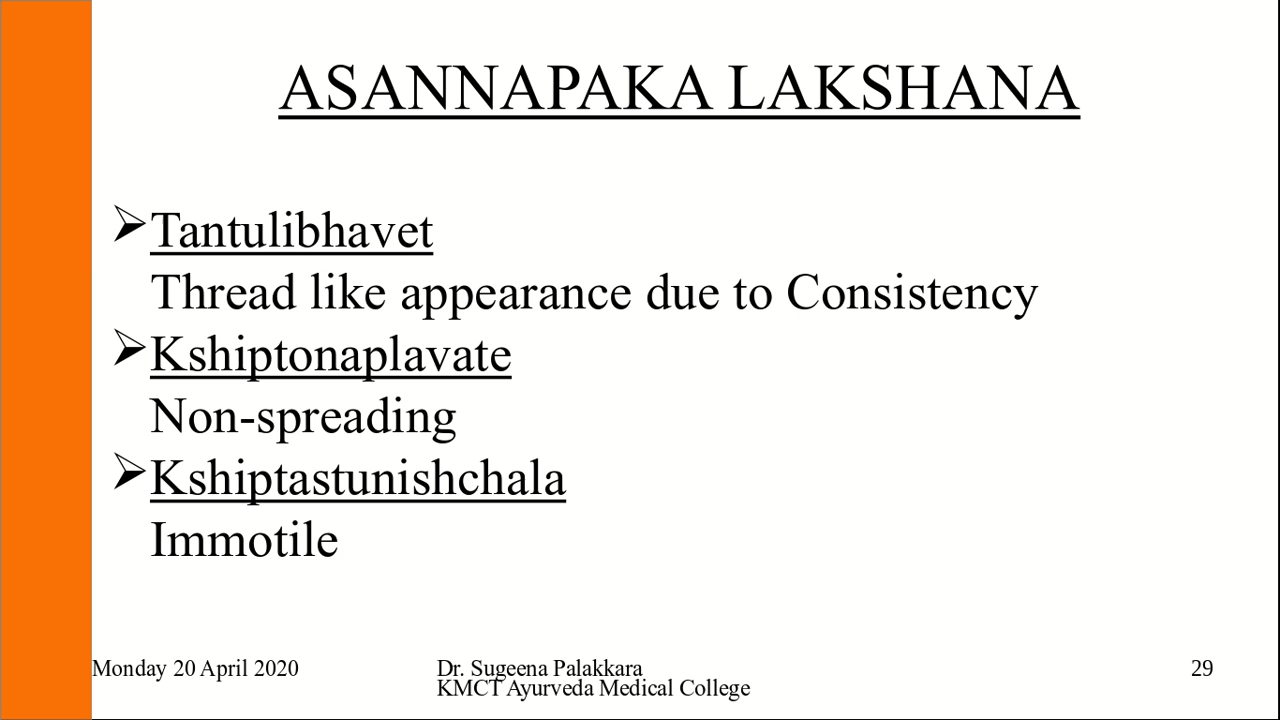 ASANNAPAKA LAKSHANA
➢Tantulibhavet
Thread like appearance due to Consistency
➢Kshiptonaplavate
Non-spreading
➢Kshiptastunishchala
Immotile
Monday 20 April 2020
Dr. Sugeena Palakkara
KMCT Ayurveda Medical College
29